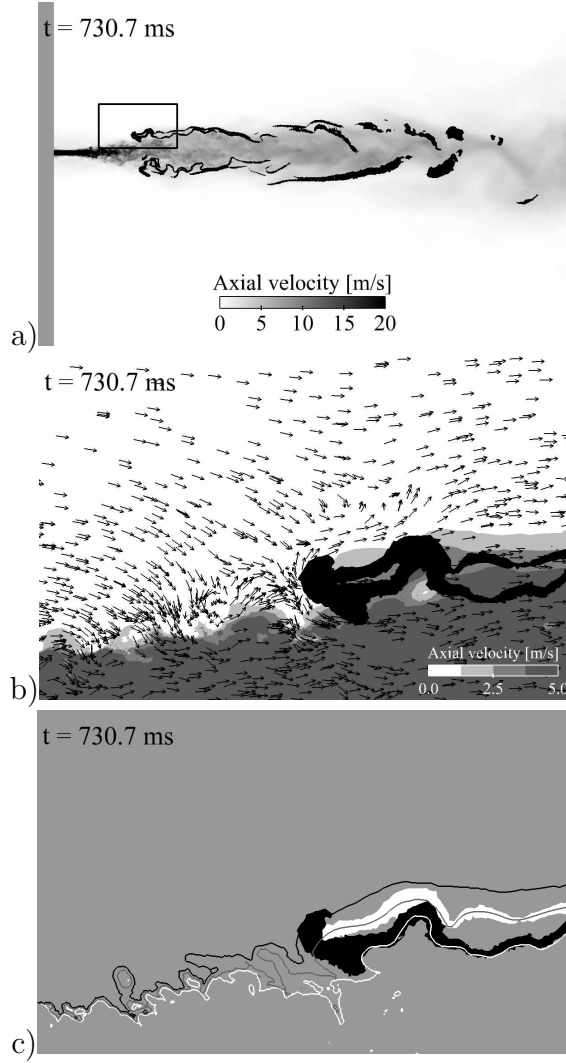 t = 730.7 ms
Axial velocity [m/s]
0 5 10 15 20
a)
t = 730.7 ms
Axial velocity [m/s]
0.0 2.5 5.0
b)
t = 730.7 ms
c)